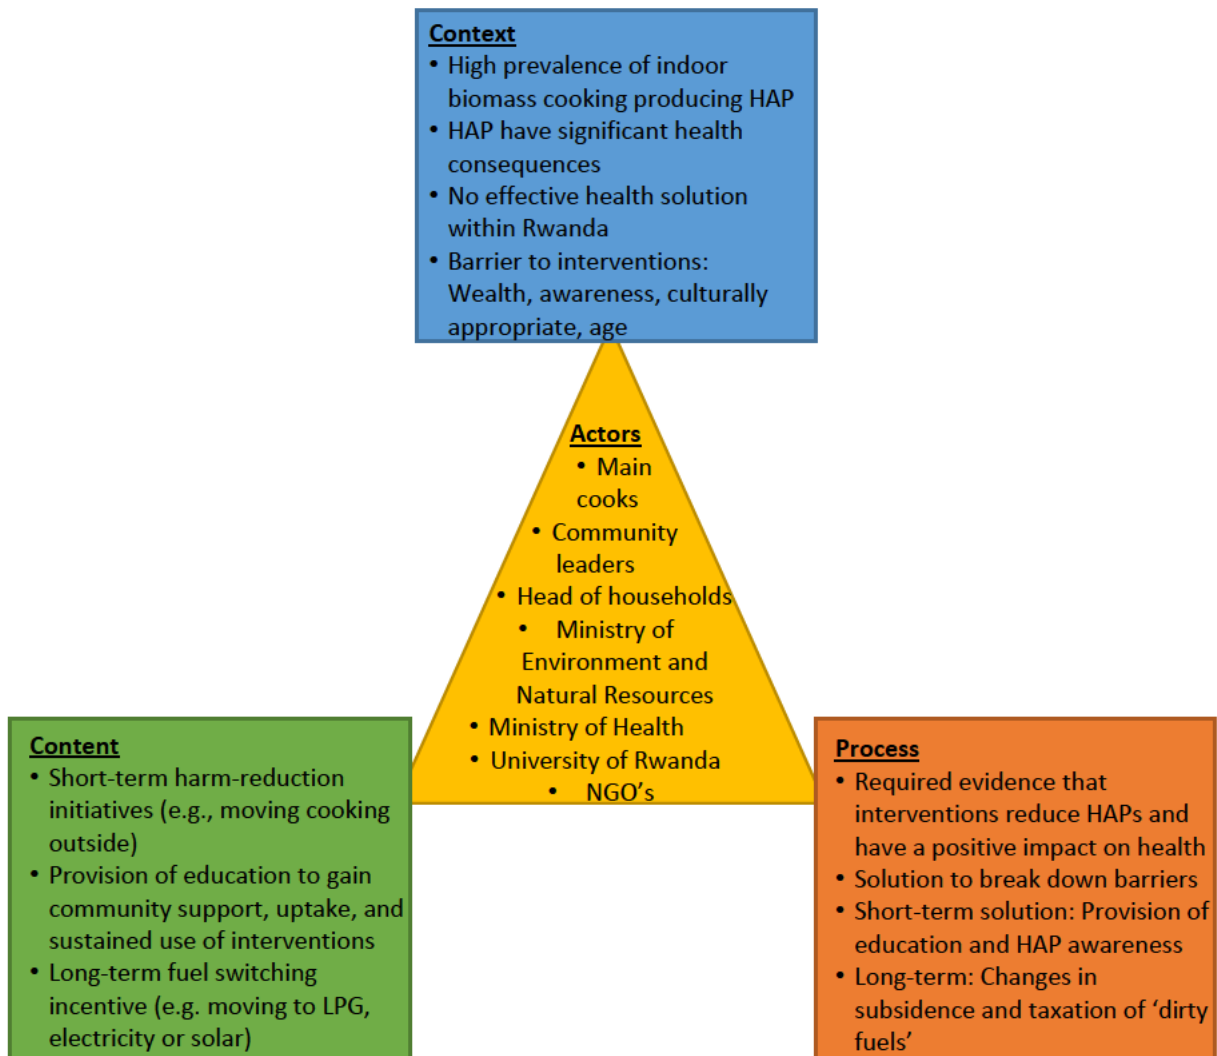 Context
• High prevalence of indoor
biomass cooking producing HAP
• HAP have significant health
consequences
• No effective health solution
within Rwanda
• Barrier to interventions:
Wealth, awareness, culturally
appropriate, age
Actors
• Main
cooks
• Community
leaders
• Head of households
• Ministry of
Environment and
Natural Resources
• Ministry of Health
• University of Rwanda
• NGO’s
Content
• Short-term harm-reduction
initiatives (e.g., moving cooking
outside)
• Provision of education to gain
community support, uptake, and
sustained use of interventions
• Long-term fuel switching
incentive (e.g. moving to LPG,
electricity or solar)
Process
• Required evidence that
interventions reduce HAPs and
have a positive impact on health
• Solution to break down barriers
• Short-term solution: Provision of
education and HAP awareness
• Long-term: Changes in
subsidence and taxation of ‘dirty
fuels’